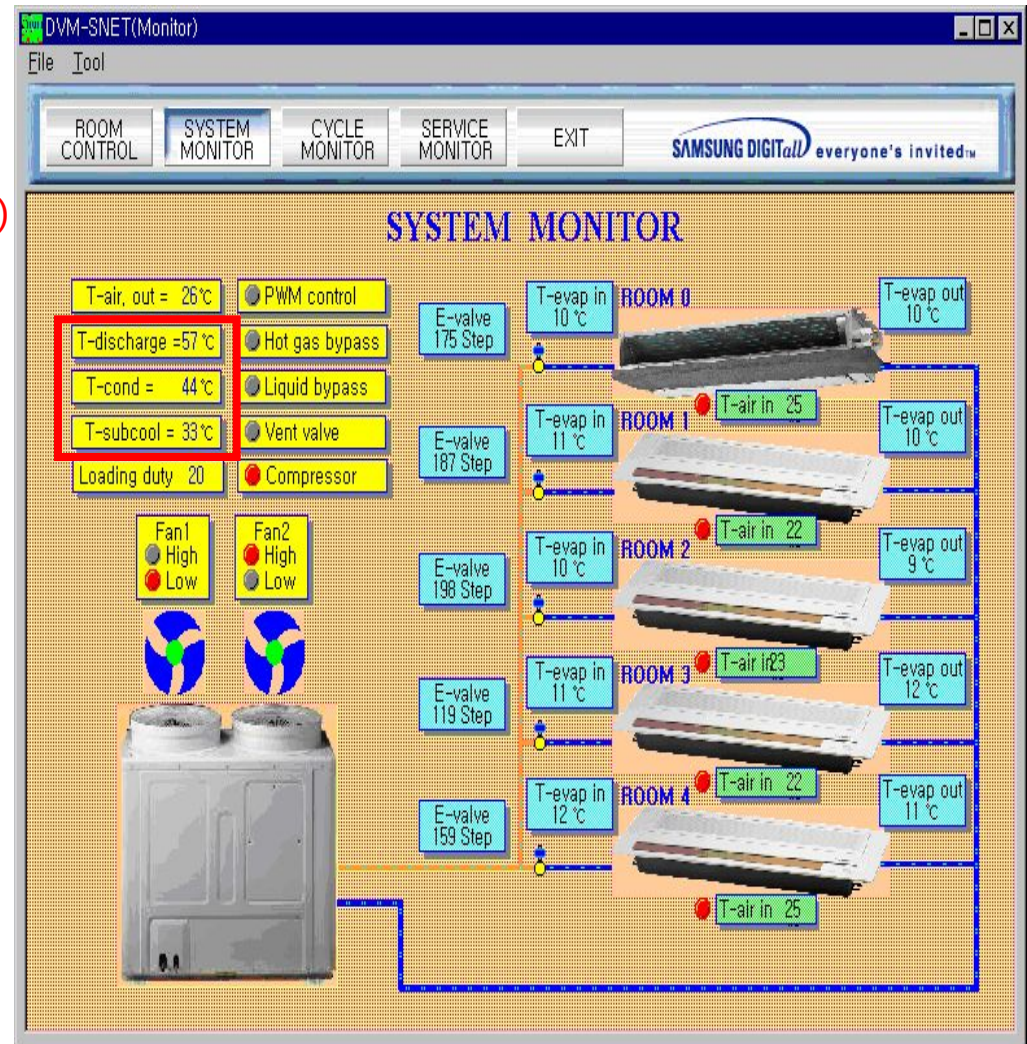 DVM-SNET(Monitor)
File Tool
ROOM CONTROL
SYSTEM MONITOR
CYCLE MONITOR
SERVICE MONITOR
EXIT
SAMSUNG DIGITall everyone's invited™
)
SYSTEM MONITOR
T-air, out = 26℃
PWM control
T-discharge =57 ℃
Hot gas bypass
T-cond = 44℃
Liquid bypass
T-subcool = 33℃
Vent valve
Loading duty 20
Compressor
Fan1
High
Low
Fan2
High
Low
E-valve
175 Step
T-evap in
10 ℃
ROOM 0
T-evap out
10 ℃
T-air in 25
E-valve
187 Step
T-evap in
11 ℃
ROOM 1
T-evap out
10 ℃
T-air in 22
E-valve
198 Step
T-evap in
10 ℃
ROOM 2
T-evap out
9 ℃
T-air in23
E-valve
119 Step
T-evap in
11 ℃
ROOM 3
T-evap out
12 ℃
T-air in 22
E-valve
159 Step
T-evap in
12 ℃
ROOM 4
T-evap out
11 ℃
T-air in 25